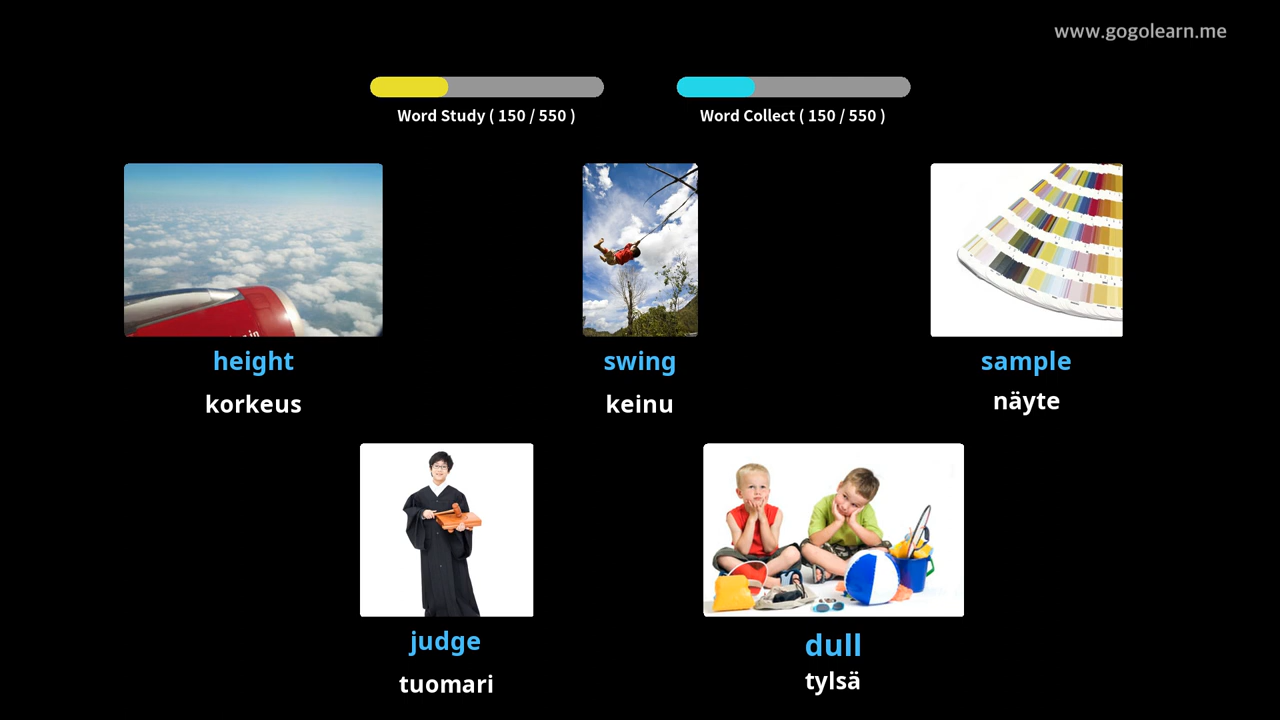 www.gogolearn.me
Word Study ( 150 / 550 )
Word Collect ( 150 / 550 )
height
swing
sample
korkeus
keinu
näyte
judge
dull
tuomari
tylsä